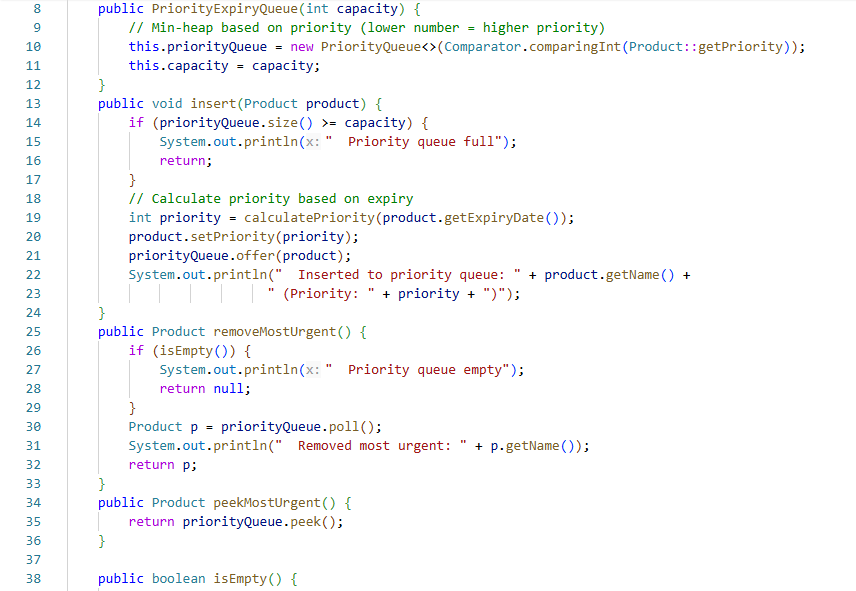 8 public PriorityExpiryQueue(int capacity) {
9 // Min-heap based on priority (lower number = higher priority)
10 this.priorityQueue = new PriorityQueue<>(Comparator.comparingInt(Product::getPriority));
11 this.capacity = capacity;
12 }
13 public void insert(Product product) {
14 if (priorityQueue.size() >= capacity) {
15 System.out.println(x: "  Priority queue full");
16 return;
17 }
18 // Calculate priority based on expiry
19 int priority = calculatePriority(product.getExpiryDate());
20 product.setPriority(priority);
21 priorityQueue.offer(product);
22 System.out.println("  Inserted to priority queue: " + product.getName() +
23 " (Priority: " + priority + ")");
24 }
25 public Product removeMostUrgent() {
26 if (isEmpty()) {
27 System.out.println(x: "  Priority queue empty");
28 return null;
29 }
30 Product p = priorityQueue.poll();
31 System.out.println("  Removed most urgent: " + p.getName());
32 return p;
33 }
34 public Product peekMostUrgent() {
35 return priorityQueue.peek();
36 }
37
38 public boolean isEmpty() {